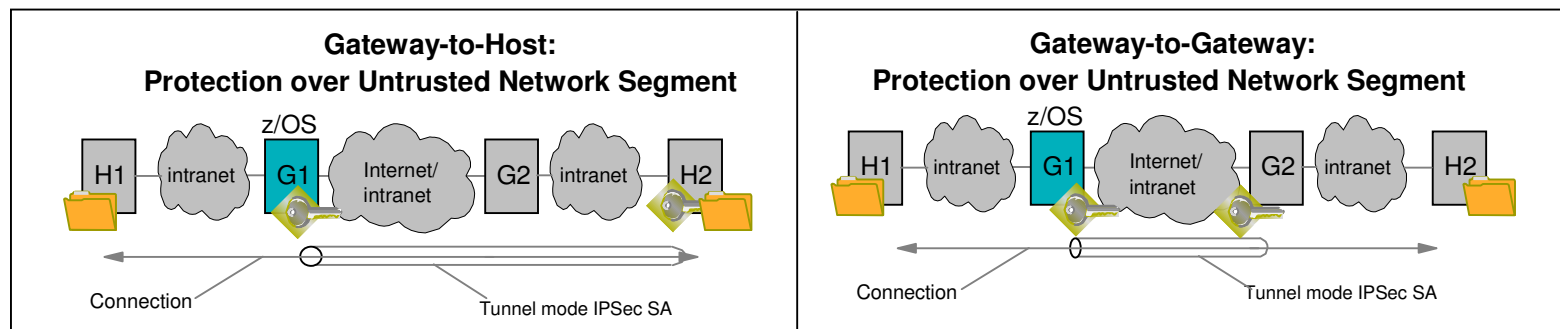 Gateway-to-Host:
Protection over Untrusted Network Segment
z/OS
H1
intranet
G1
Internet/
intranet
G2
intranet
H2
Connection
Tunnel mode IPSec SA
Gateway-to-Gateway:
Protection over Untrusted Network Segment
z/OS
H1
intranet
G1
Internet/
intranet
G2
intranet
H2
Connection
Tunnel mode IPSec SA